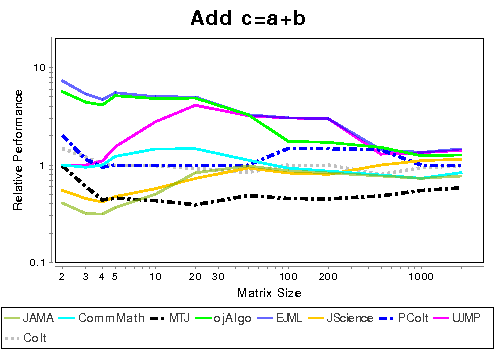 Add c=a+b
10
1
0.1
Relative Performance
2 3 4 5 10 20 30 50 100 200 1000
Matrix Size
JAMA CommMath MTJ ojAlgo EJML JScience PColt UJMP
Colt